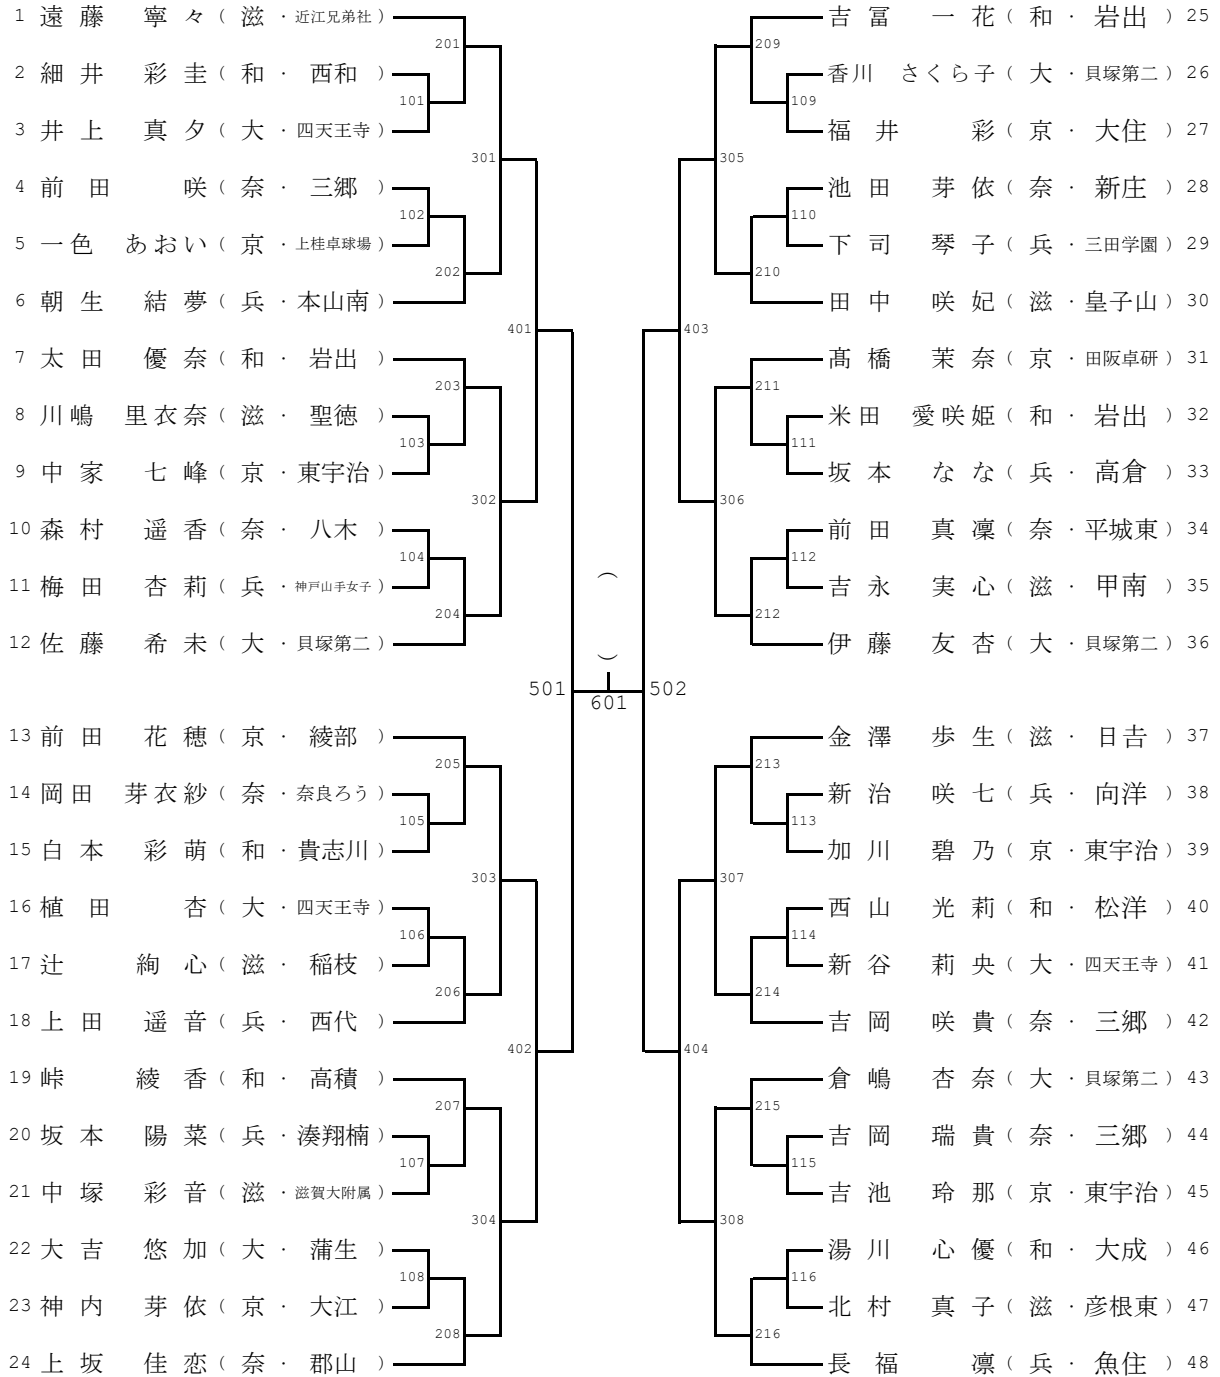 1 遠藤 寧々 ( 滋 ・ 近江兄弟社 )
201
2 細井 彩圭 ( 和 ・ 西和 )
101
3 井上 真夕 ( 大 ・ 四天王寺 )
301
4 前田 咲 ( 奈 ・ 三郷 )
102
5 一色 あおい ( 京 ・ 上桂卓球場 )
202
6 朝生 結夢 ( 兵 ・ 本山南 )
401
7 太田 優奈 ( 和 ・ 岩出 )
203
8 川嶋 里衣奈 ( 滋 ・ 聖徳 )
103
9 中家 七峰 ( 京 ・ 東宇治 )
302
10 森村 遥香 ( 奈 ・ 八木 )
104
11 梅田 杏莉 ( 兵 ・ 神戸山手女子 )
204
12 佐藤 希未 ( 大 ・ 貝塚第二 )
501
13 前田 花穂 ( 京 ・ 綾部 )
205
14 岡田 芽衣紗 ( 奈 ・ 奈良ろう )
105
15 白本 彩萌 ( 和 ・ 貴志川 )
303
16 植田 杏 ( 大 ・ 四天王寺 )
106
17 辻 絢心 ( 滋 ・ 稲枝 )
206
18 上田 遥音 ( 兵 ・ 西代 )
402
19 峠 綾香 ( 和 ・ 高積 )
207
20 坂本 陽菜 ( 兵 ・ 湊翔楠 )
107
21 中塚 彩音 ( 滋 ・ 滋賀大附属 )
304
22 大吉 悠加 ( 大 ・ 蒲生 )
108
23 神内 芽依 ( 京 ・ 大江 )
208
24 上坂 佳恋 ( 奈 ・ 郡山 )
( )
601
吉冨 一花 ( 和 ・ 岩出 ) 25
209
香川 さくら子 ( 大 ・ 貝塚第二 ) 26
109
福井 彩 ( 京 ・ 大住 ) 27
305
池田 芽依 ( 奈 ・ 新庄 ) 28
110
下司 琴子 ( 兵 ・ 三田学園 ) 29
210
田中 咲妃 ( 滋 ・ 皇子山 ) 30
403
髙橋 茉奈 ( 京 ・ 田阪卓研 ) 31
211
米田 愛咲姫 ( 和 ・ 岩出 ) 32
111
坂本 なな ( 兵 ・ 高倉 ) 33
306
前田 真凜 ( 奈 ・ 平城東 ) 34
112
吉永 実心 ( 滋 ・ 甲南 ) 35
212
伊藤 友杏 ( 大 ・ 貝塚第二 ) 36
502
金澤 歩生 ( 滋 ・ 日𠮷 ) 37
213
新治 咲七 ( 兵 ・ 向洋 ) 38
113
加川 碧乃 ( 京 ・ 東宇治 ) 39
307
西山 光莉 ( 和 ・ 松洋 ) 40
114
新谷 莉央 ( 大 ・ 四天王寺 ) 41
214
吉岡 咲貴 ( 奈 ・ 三郷 ) 42
404
倉嶋 杏奈 ( 大 ・ 貝塚第二 ) 43
215
吉岡 瑞貴 ( 奈 ・ 三郷 ) 44
115
吉池 玲那 ( 京 ・ 東宇治 ) 45
308
湯川 心優 ( 和 ・ 大成 ) 46
116
北村 真子 ( 滋 ・ 彦根東 ) 47
216
長福 凛 ( 兵 ・ 魚住 ) 48